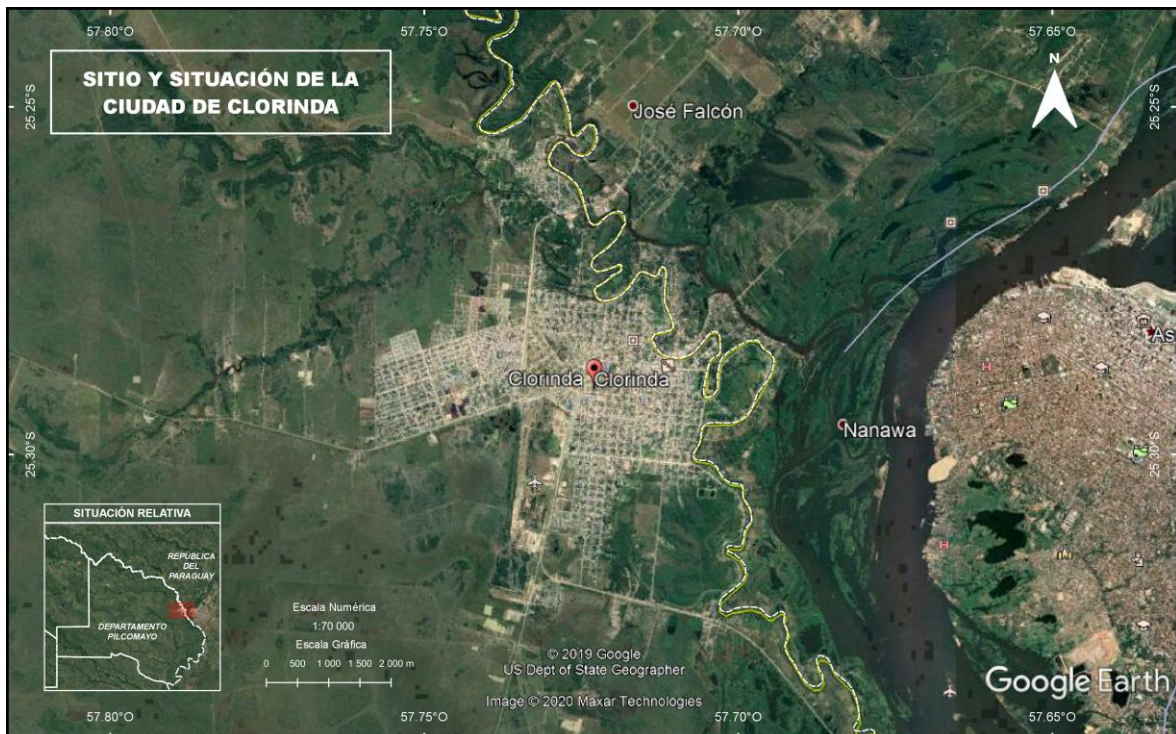 57.80°O
57.75°O
57.70°O
57.65°O
SITIO Y SITUACIÓN DE LA
CIUDAD DE CLORINDA
N
25.25°S
25.25°S
José Falcón
As
Clorinda
Clorinda
Nanawa
25.30°S
25.30°S
H
H
SITUACIÓN RELATIVA
REPÚBLICA
DEL
PARAGUAY
DEPARTAMENTO
PILCOMAYO
Escala Numérica
1:70 000
Escala Gráfica
0 500 1 000 1 500 2 000 m
© 2019 Google
US Dept of State Geographer
Image © 2020 Maxar Technologies
Google Earth
57.80°O
57.75°O
57.70°O
57.65°O